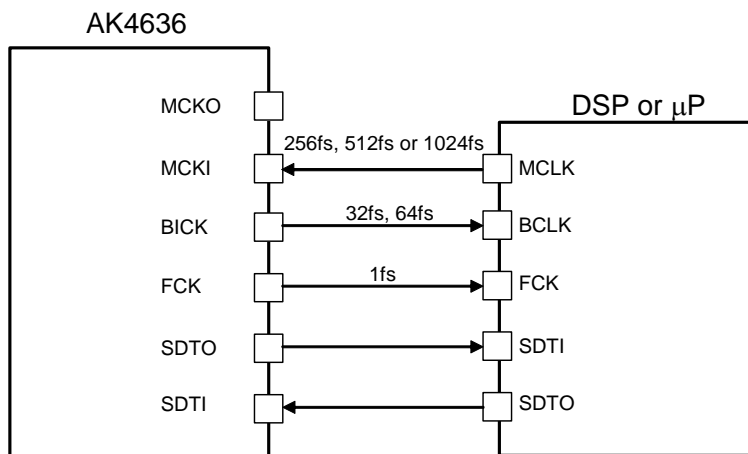 AK4636
DSP or μP
MCKO
256fs, 512fs or 1024fs
MCKI
MCLK
32fs, 64fs
BICK
BCLK
1fs
FCK
FCK
SDTO
SDTI
SDTI
SDTO